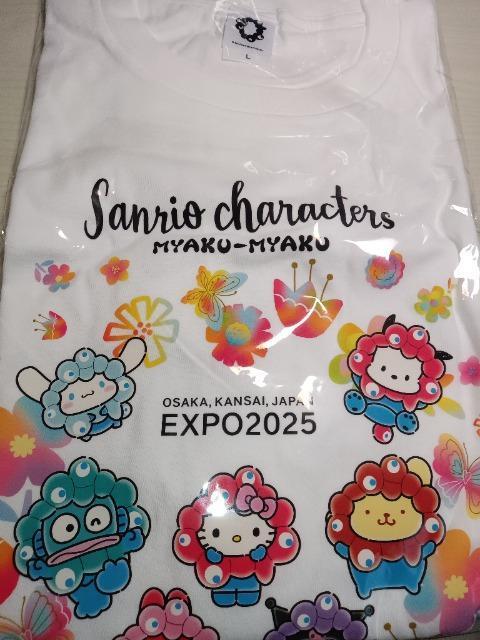 L
Sanrio characters
MYAKU-MYAKU
OSAKA, KANSAI, JAPAN
EXPO2025